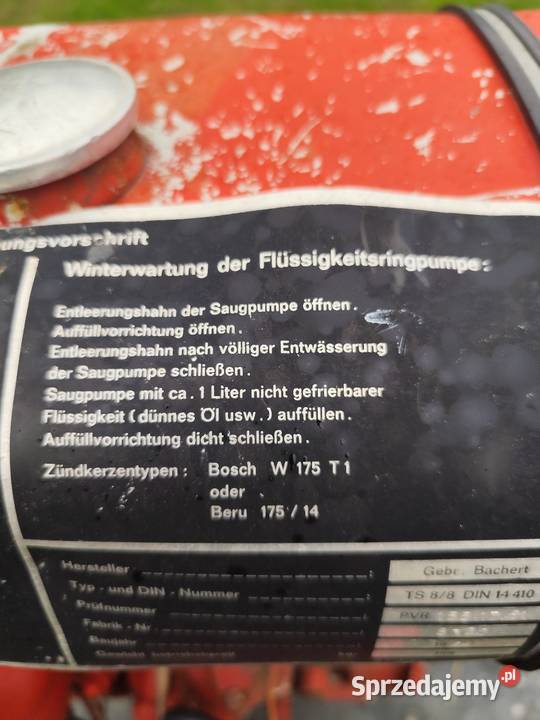 ungsvorschrift
Winterwartung der Flüssigkeitsringpumpe:
Entleerungshahn der Saugpumpe öffnen.
Auffüllvorrichtung öffnen.
Entleerungshahn nach völliger Entwässerung
der Saugpumpe schließen.
Saugpumpe mit ca. 1 Liter nicht gefrierbarer
Flüssigkeit (dünnes Öl usw.) auffüllen.
Auffüllvorrichtung dicht schließen.
Zündkerzentypen: Bosch W 175 T 1
oder
Beru 175/14
Hersteller Gebr. Bachert
Typ- und DIN-Nummer TS 8/8 DIN 14 410
Prüfnummer PVR
Fabrik-Nr.
Baujahr
Sprzedajemy.pl